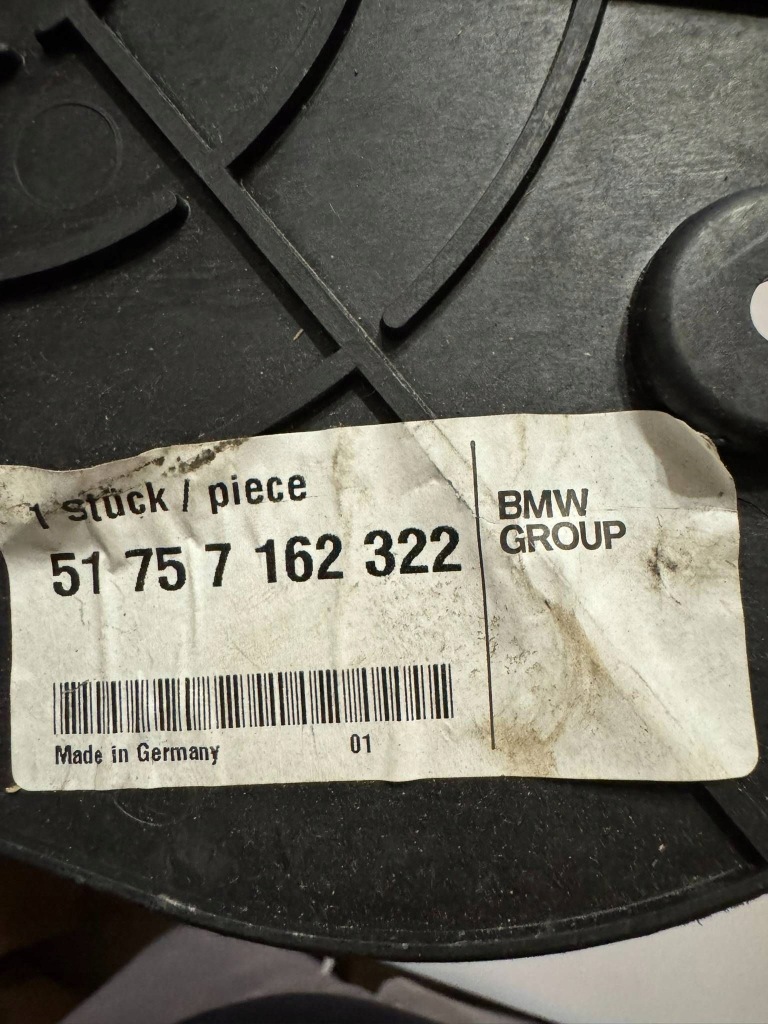 1 Stück / piece
51 75 7 162 322
BMW
GROUP
Made in Germany
01